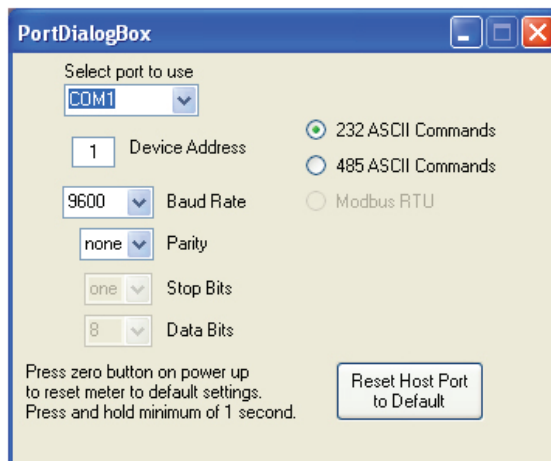 PortDialogBox
Select port to use
COM1
1 Device Address
9600 Baud Rate
none Parity
one Stop Bits
8 Data Bits
232 ASCII Commands
485 ASCII Commands
Modbus RTU
Press zero button on power up
to reset meter to default settings.
Press and hold minimum of 1 second.
Reset Host Port
to Default